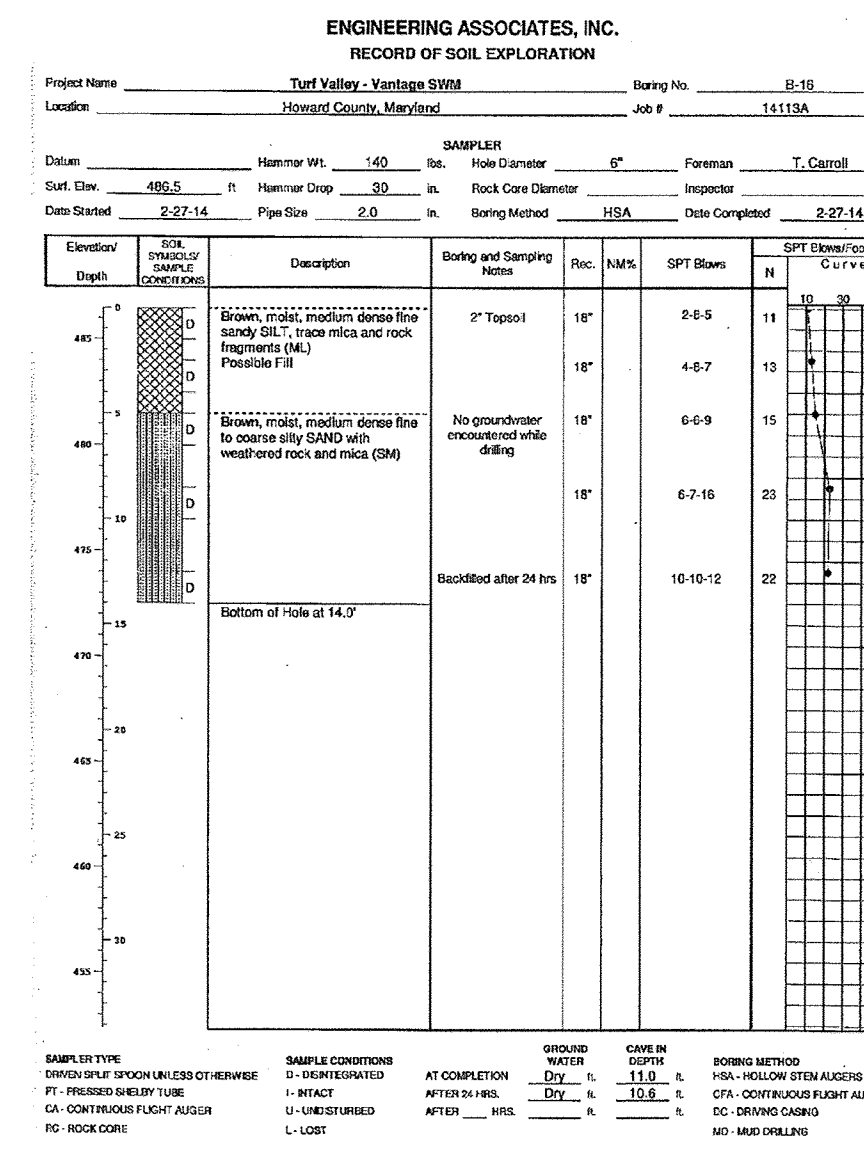 ENGINEERING ASSOCIATES, INC.
RECORD OF SOIL EXPLORATION
Project Name Turf Valley - Vantage SWM Boring No. B-16
Location Howard County, Maryland Job # 14113A
SAMPLER
Datum Hammer Wt. 140 lbs. Hole Diameter 6" Foreman T. Carroll
Surf. Elev. 486.5 ft Hammer Drop 30 in. Rock Core Diameter Inspector
Date Started 2-27-14 Pipe Size 2.0 in. Boring Method HSA Date Completed 2-27-14
Elevation/ Depth
SOIL SYMBOLS/ SAMPLE CONDITIONS
Description
Boring and Sampling Notes
Rec. NM% SPT Blows
SPT Blows/Foo
N Curve
10 30
0
Brown, moist, medium dense fine 2" Topsoil 18" 2-6-5 11
sandy SILT, trace mica and rock
fragments (ML)
Possible Fill 18" 4-6-7 13
D
485
D
5
Brown, moist, medium dense fine No groundwater 18" 6-6-9 15
to coarse silty SAND with encountered while
weathered rock and mica (SM) drilling
D
480
18" 6-7-16 23
D
10
475
Backfilled after 24 hrs 18" 10-10-12 22
D
Bottom of Hole at 14.0'
15
470
20
465
25
460
30
455
SAMPLER TYPE
DRIVEN SPLIT SPOON UNLESS OTHERWISE
PT - PRESSED SHELBY TUBE
CA - CONTINUOUS FLIGHT AUGER
RC - ROCK CORE
SAMPLE CONDITIONS
D - DISINTEGRATED
I - INTACT
U - UNDISTURBED
L - LOST
GROUND WATER CAVE IN DEPTH
AT COMPLETION Dry ft. 11.0 ft.
AFTER 24 HRS. Dry ft. 10.6 ft.
AFTER HRS. ft. ft.
BORING METHOD
HSA - HOLLOW STEM AUGERS
CFA - CONTINUOUS FLIGHT AU
DC - DRIVING CASING
MD - MUD DRILLING